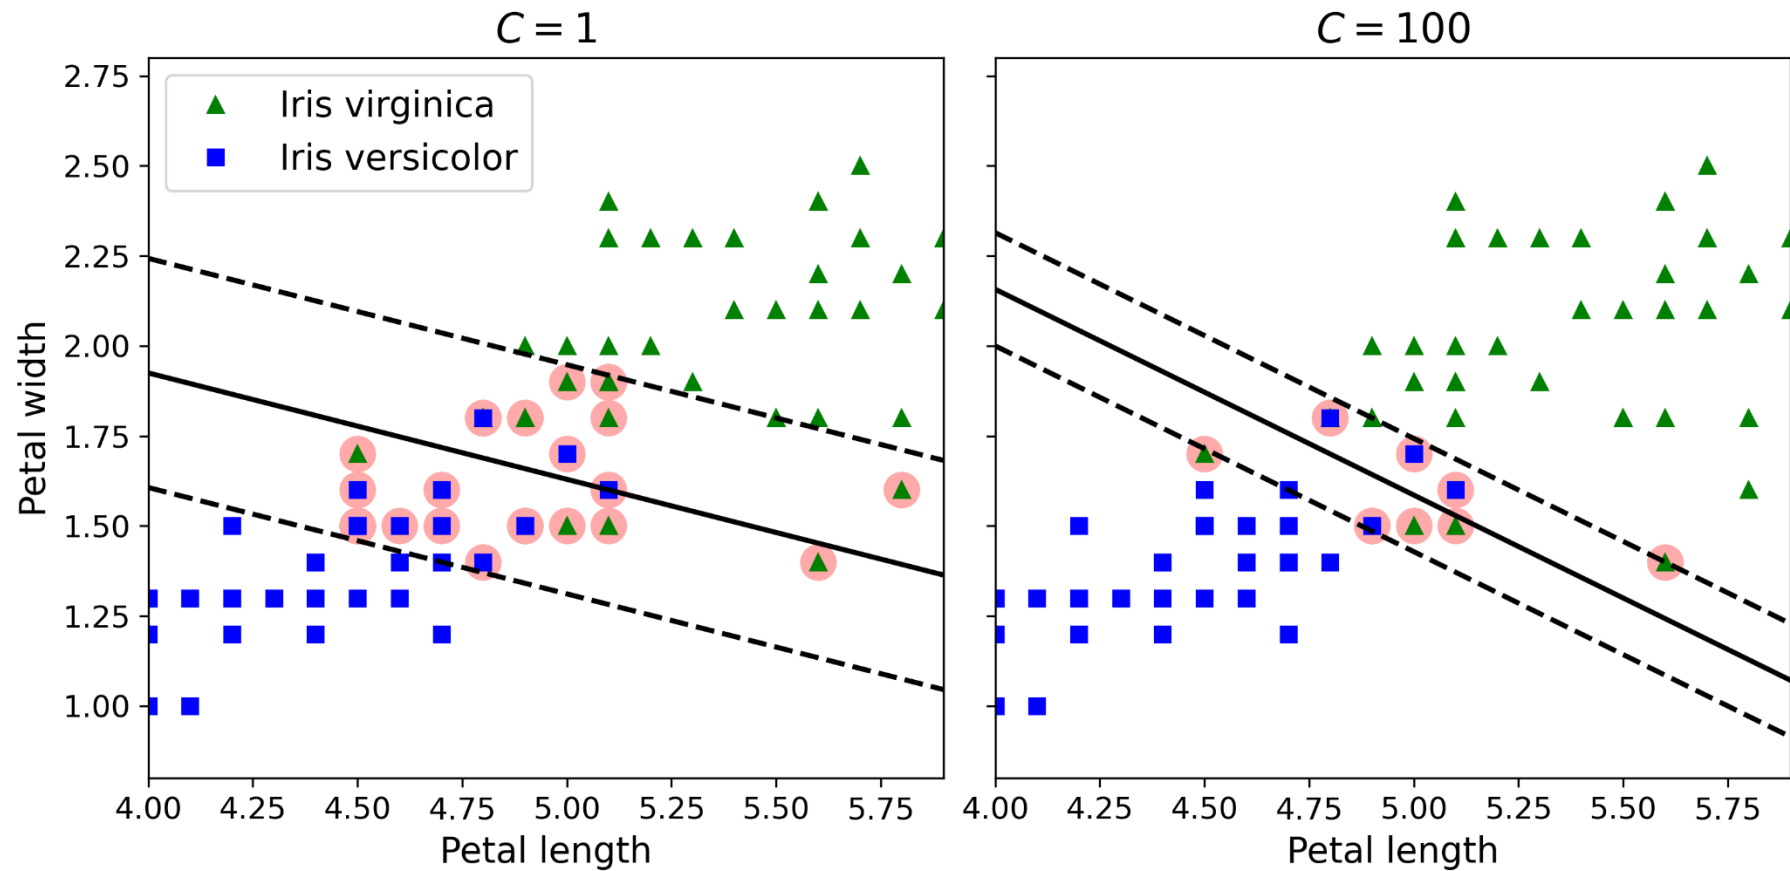 C = 1
C = 100
Iris virginica
Iris versicolor
2.75
2.50
2.25
2.00
1.75
1.50
1.25
1.00
Petal width
4.00 4.25 4.50 4.75 5.00 5.25 5.50 5.75
4.00 4.25 4.50 4.75 5.00 5.25 5.50 5.75
Petal length
Petal length